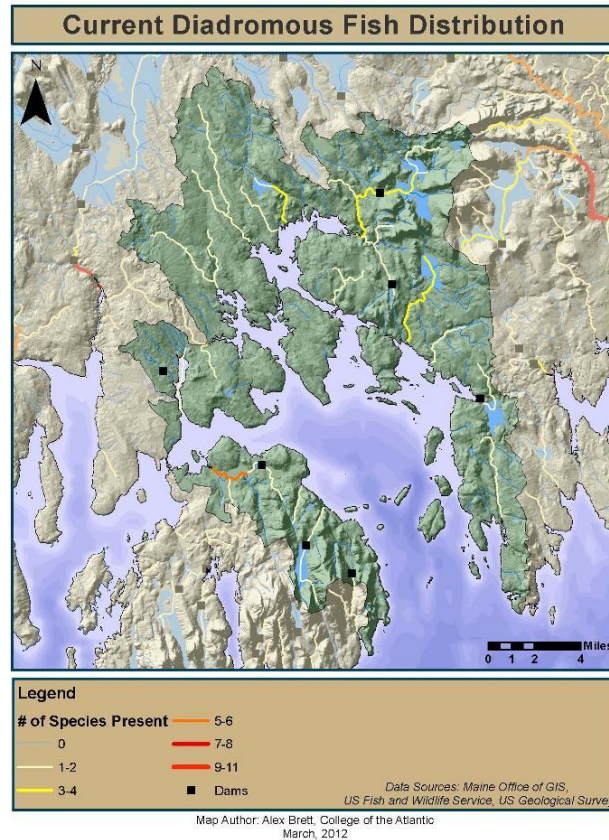 Current Diadromous Fish Distribution
N
Miles
0 1 2 4
Legend
# of Species Present
0
1-2
3-4
5-6
7-8
9-11
Dams
Data Sources: Maine Office of GIS,
US Fish and Wildlife Service, US Geological Survey
Map Author: Alex Brett, College of the Atlantic
March, 2012